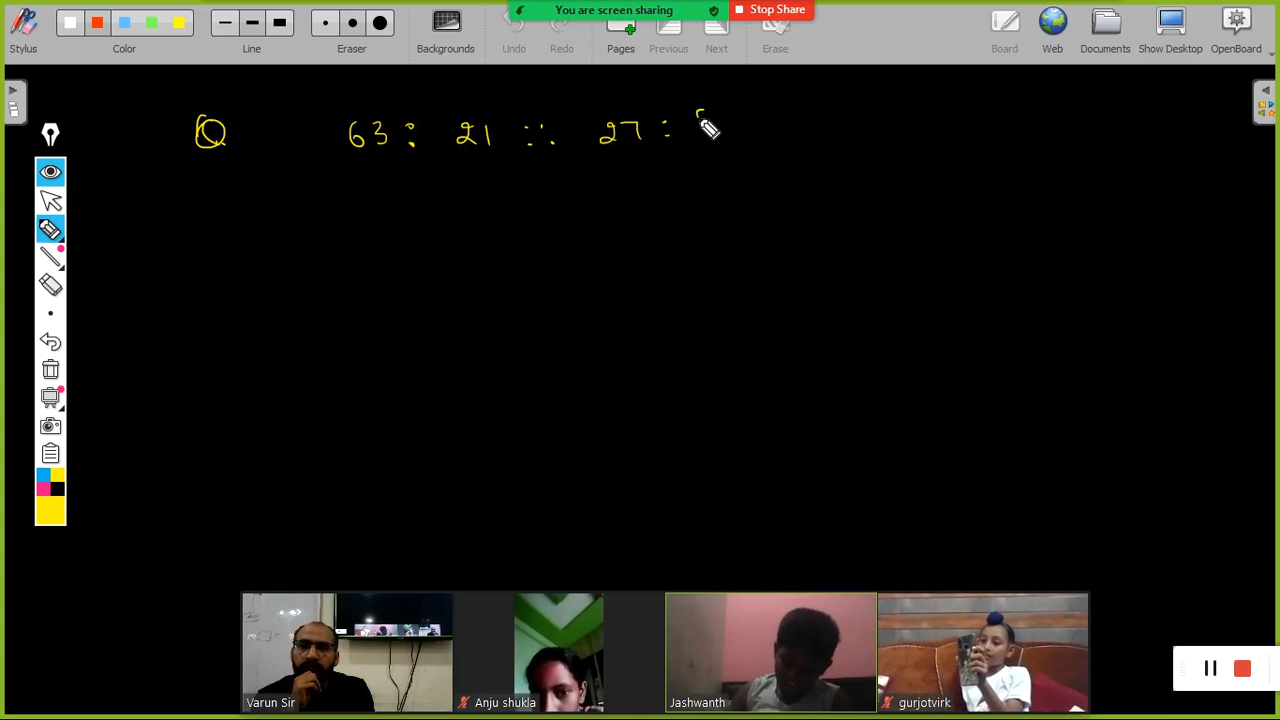 You are screen sharing
Stop Share
Stylus
Color
Line
Eraser
Backgrounds
Undo
Redo
Pages
Previous
Next
Erase
Board
Web
Documents
Show Desktop
OpenBoard
Q 63 : 21 :: 27 :
Varun Sir
Anju shukla
Jashwanth
gurjotvirk